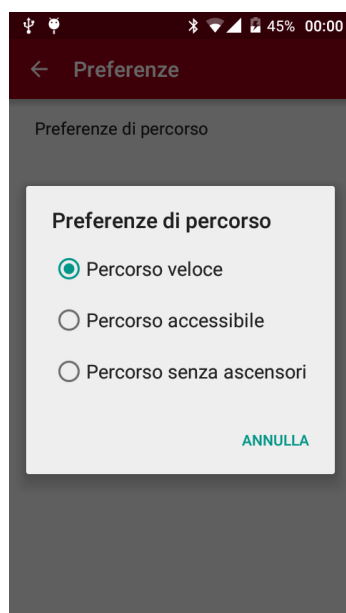 45% 00:00
Preferenze
Preferenze di percorso
Preferenze di percorso
Percorso veloce
Percorso accessibile
Percorso senza ascensori
ANNULLA